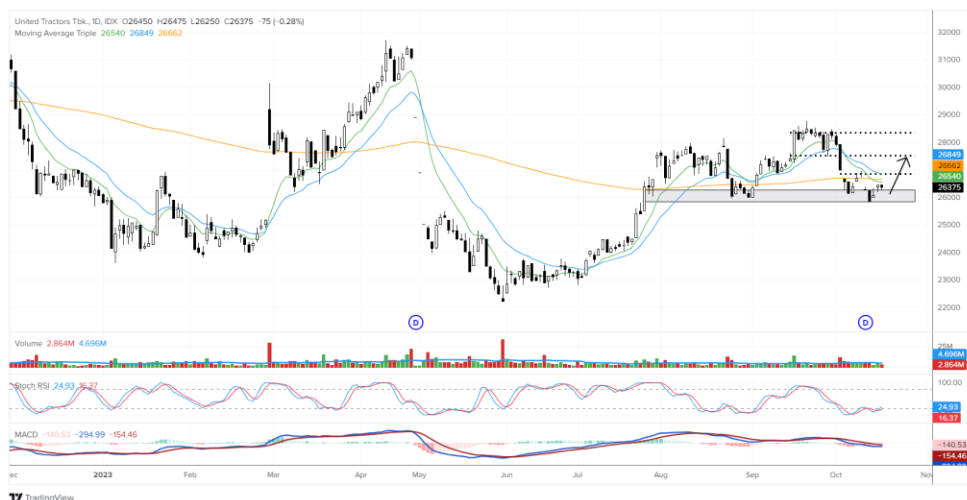 United Tractors Tbk., 1D, IDX O26450 H26475 L26250 C26375 −75 (−0.28%)
Moving Average Triple 26540 26849 26662
32000
31000
30000
29000
28000
27000
26849
26662
26540
26375
26000
25000
24000
23000
22000
D
D
Volume 2.864M 4.696M
25M
4.696M
2.864M
Stoch RSI 24.93 16.37
100.00
24.93
16.37
MACD −140.53 −294.99 −154.46
−140.53
−154.46
2023 Feb Mar Apr May Jun Jul Aug Sep Oct
TradingView